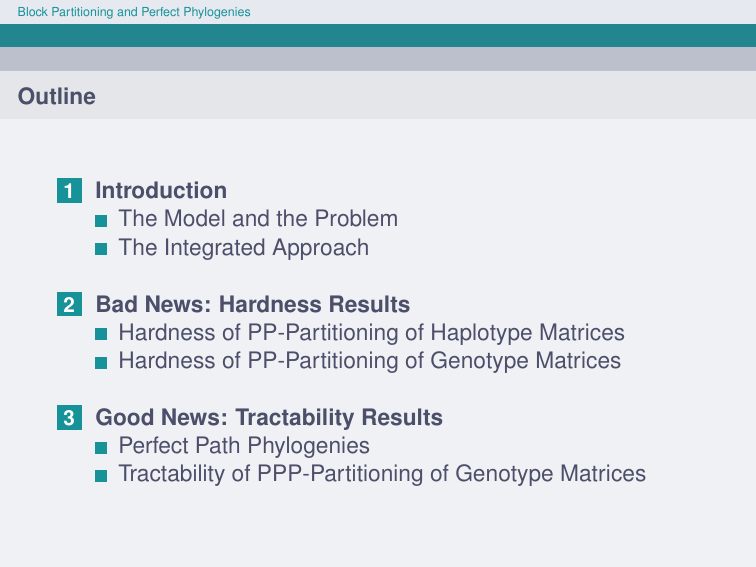 Block Partitioning and Perfect Phylogenies
Outline
1 Introduction
The Model and the Problem
The Integrated Approach
2 Bad News: Hardness Results
Hardness of PP-Partitioning of Haplotype Matrices
Hardness of PP-Partitioning of Genotype Matrices
3 Good News: Tractability Results
Perfect Path Phylogenies
Tractability of PPP-Partitioning of Genotype Matrices